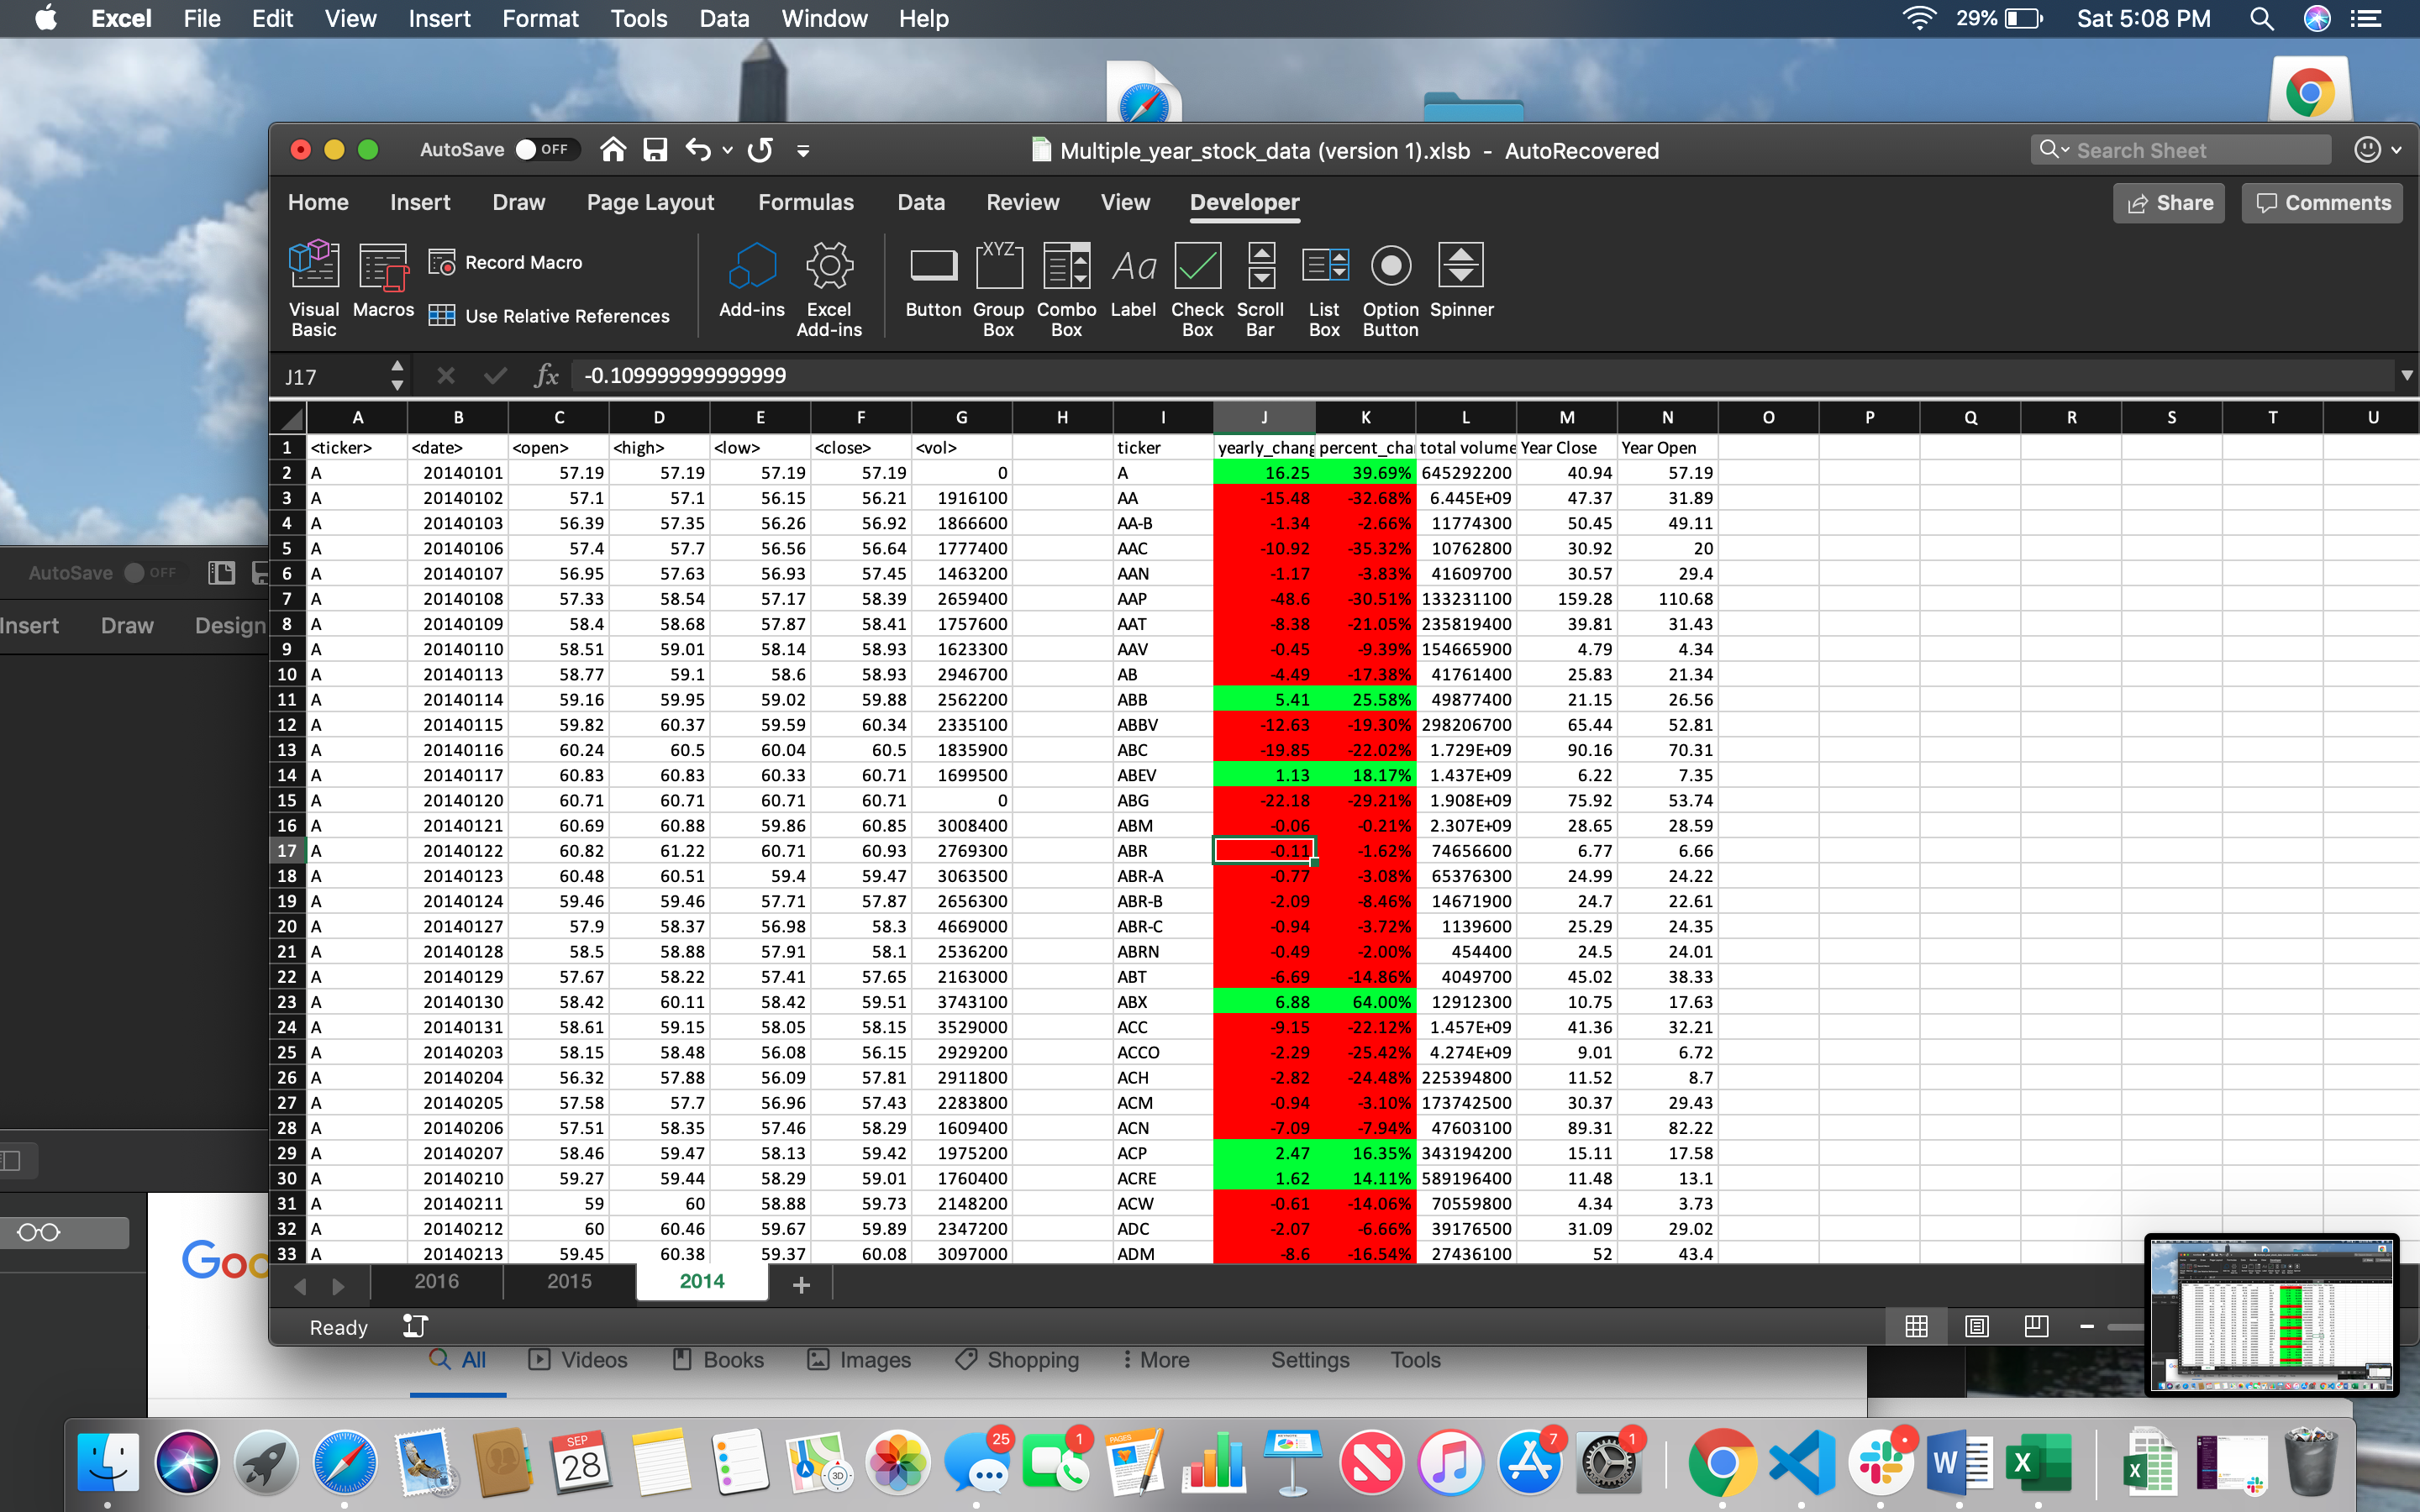 Excel File Edit View Insert Format Tools Data Window Help 29% Sat 5:08 PM
AutoSave OFF Multiple_year_stock_data (version 1).xlsb - AutoRecovered Search Sheet
Home Insert Draw Page Layout Formulas Data Review View Developer Share Comments
Visual Basic Macros Record Macro Use Relative References Add-ins Excel Add-ins Button XYZ Group Box Combo Box Aa Label Check Box Scroll Bar List Box Option Button Spinner
J17 fx -0.109999999999999
A B C D E F G H I J K L M N O P Q R S T U
1 <ticker> <date> <open> <high> <low> <close> <vol> ticker yearly_chang percent_cha total volume Year Close Year Open
2 A 20140101 57.19 57.19 57.19 57.19 0 A 16.25 39.69% 645292200 40.94 57.19
3 A 20140102 57.1 57.1 56.15 56.21 1916100 AA -15.48 -32.68% 6.445E+09 47.37 31.89
4 A 20140103 56.39 57.35 56.26 56.92 1866600 AA-B -1.34 -2.66% 11774300 50.45 49.11
5 A 20140106 57.4 57.7 56.56 56.64 1777400 AAC -10.92 -35.32% 10762800 30.92 20
6 A 20140107 56.95 57.63 56.93 57.45 1463200 AAN -1.17 -3.83% 41609700 30.57 29.4
7 A 20140108 57.33 58.54 57.17 58.39 2659400 AAP -48.6 -30.51% 133231100 159.28 110.68
8 A 20140109 58.4 58.68 57.87 58.41 1757600 AAT -8.38 -21.05% 235819400 39.81 31.43
9 A 20140110 58.51 59.01 58.14 58.93 1623300 AAV -0.45 -9.39% 154665900 4.79 4.34
10 A 20140113 58.77 59.1 58.6 58.93 2946700 AB -4.49 -17.38% 41761400 25.83 21.34
11 A 20140114 59.16 59.95 59.02 59.88 2562200 ABB 5.41 25.58% 49877400 21.15 26.56
12 A 20140115 59.82 60.37 59.59 60.34 2335100 ABBV -12.63 -19.30% 298206700 65.44 52.81
13 A 20140116 60.24 60.5 60.04 60.5 1835900 ABC -19.85 -22.02% 1.729E+09 90.16 70.31
14 A 20140117 60.83 60.83 60.33 60.71 1699500 ABEV 1.13 18.17% 1.437E+09 6.22 7.35
15 A 20140120 60.71 60.71 60.71 60.71 0 ABG -22.18 -29.21% 1.908E+09 75.92 53.74
16 A 20140121 60.69 60.88 59.86 60.85 3008400 ABM -0.06 -0.21% 2.307E+09 28.65 28.59
17 A 20140122 60.82 61.22 60.71 60.93 2769300 ABR -0.11 -1.62% 74656600 6.77 6.66
18 A 20140123 60.48 60.51 59.4 59.47 3063500 ABR-A -0.77 -3.08% 65376300 24.99 24.22
19 A 20140124 59.46 59.46 57.71 57.87 2656300 ABR-B -2.09 -8.46% 14671900 24.7 22.61
20 A 20140127 57.9 58.37 56.98 58.3 4669000 ABR-C -0.94 -3.72% 1139600 25.29 24.35
21 A 20140128 58.5 58.88 57.91 58.1 2536200 ABRN -0.49 -2.00% 454400 24.5 24.01
22 A 20140129 57.67 58.22 57.41 57.65 2163000 ABT -6.69 -14.86% 4049700 45.02 38.33
23 A 20140130 58.42 60.11 58.42 59.51 3743100 ABX 6.88 64.00% 12912300 10.75 17.63
24 A 20140131 58.61 59.15 58.05 58.15 3529000 ACC -9.15 -22.12% 1.457E+09 41.36 32.21
25 A 20140203 58.15 58.48 56.08 56.15 2929200 ACCO -2.29 -25.42% 4.274E+09 9.01 6.72
26 A 20140204 56.32 57.88 56.09 57.81 2911800 ACH -2.82 -24.48% 225394800 11.52 8.7
27 A 20140205 57.58 57.7 56.96 57.43 2283800 ACM -0.94 -3.10% 173742500 30.37 29.43
28 A 20140206 57.51 58.35 57.46 58.29 1609400 ACN -7.09 -7.94% 47603100 89.31 82.22
29 A 20140207 58.46 59.47 58.13 59.42 1975200 ACP 2.47 16.35% 343194200 15.11 17.58
30 A 20140210 59.27 59.44 58.29 59.01 1760400 ACRE 1.62 14.11% 589196400 11.48 13.1
31 A 20140211 59 60 58.88 59.73 2148200 ACW -0.61 -14.06% 70559800 4.34 3.73
32 A 20140212 60 60.46 59.67 59.89 2347200 ADC -2.07 -6.66% 39176500 31.09 29.02
33 A 20140213 59.45 60.38 59.37 60.08 3097000 ADM -8.6 -16.54% 27436100 52 43.4
2016 2015 2014
Ready
AutoSave OFF
Insert Draw Design
Goo
All Videos Books Images Shopping More Settings Tools
SEP 28 3D 25 1 PAGES 7 1 W X X